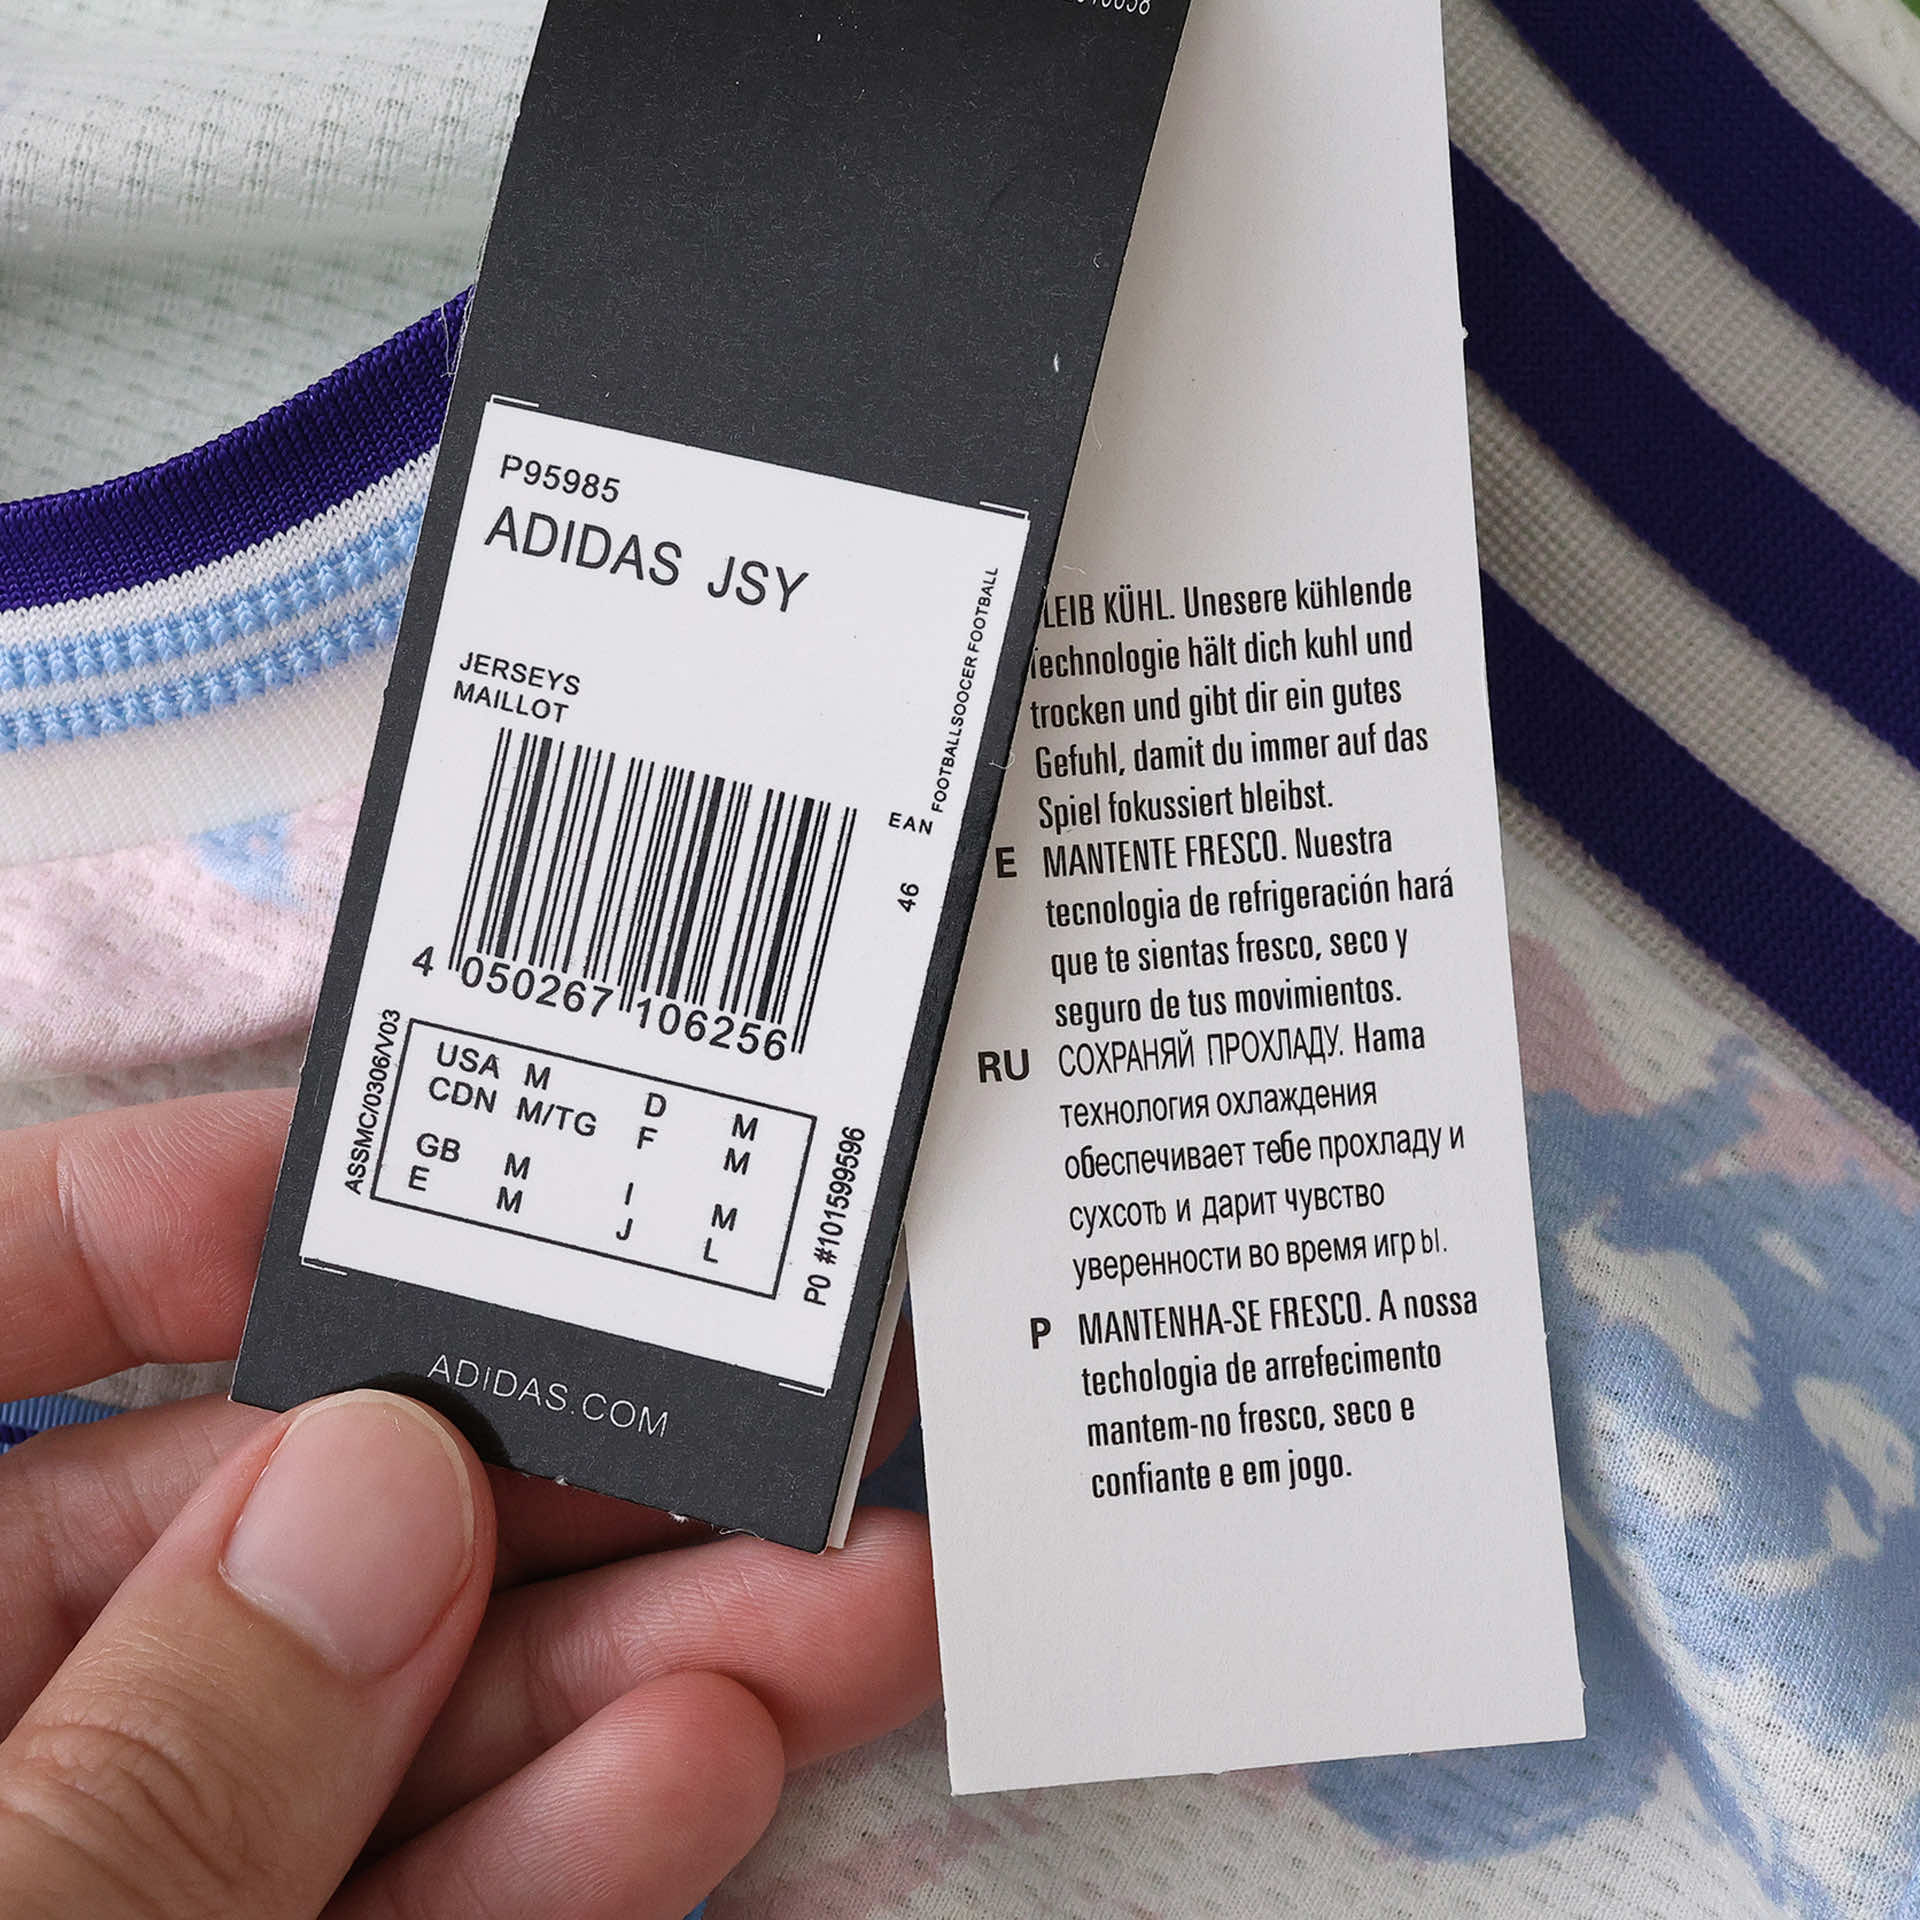 P95985
ADIDAS JSY
JERSEYS
MAILLOT
FOOTBALLSOCCER FOOTBALL
EAN
46
4 050267 106256
ASSMC/0306/V03
USA M D M
CDN M/TG F M
GB M I M
E M J L
PO #101599596
ADIDAS.COM
LEIB KÜHL. Unesere kühlende
Technologie hält dich kuhl und
trocken und gibt dir ein gutes
Gefuhl, damit du immer auf das
Spiel fokussiert bleibst.
E MANTENTE FRESCO. Nuestra
tecnologia de refrigeración hará
que te sientas fresco, seco y
seguro de tus movimientos.
RU СОХРАНЯЙ ПРОХЛАДУ. Hama
технология охлаждения
обеспечивает тебе прохладу и
сухсоть и дарит чувство
уверенности во время игр ы.
P MANTENHA-SE FRESCO. A nossa
techologia de arrefecimento
mantem-no fresco, seco e
confiante e em jogo.